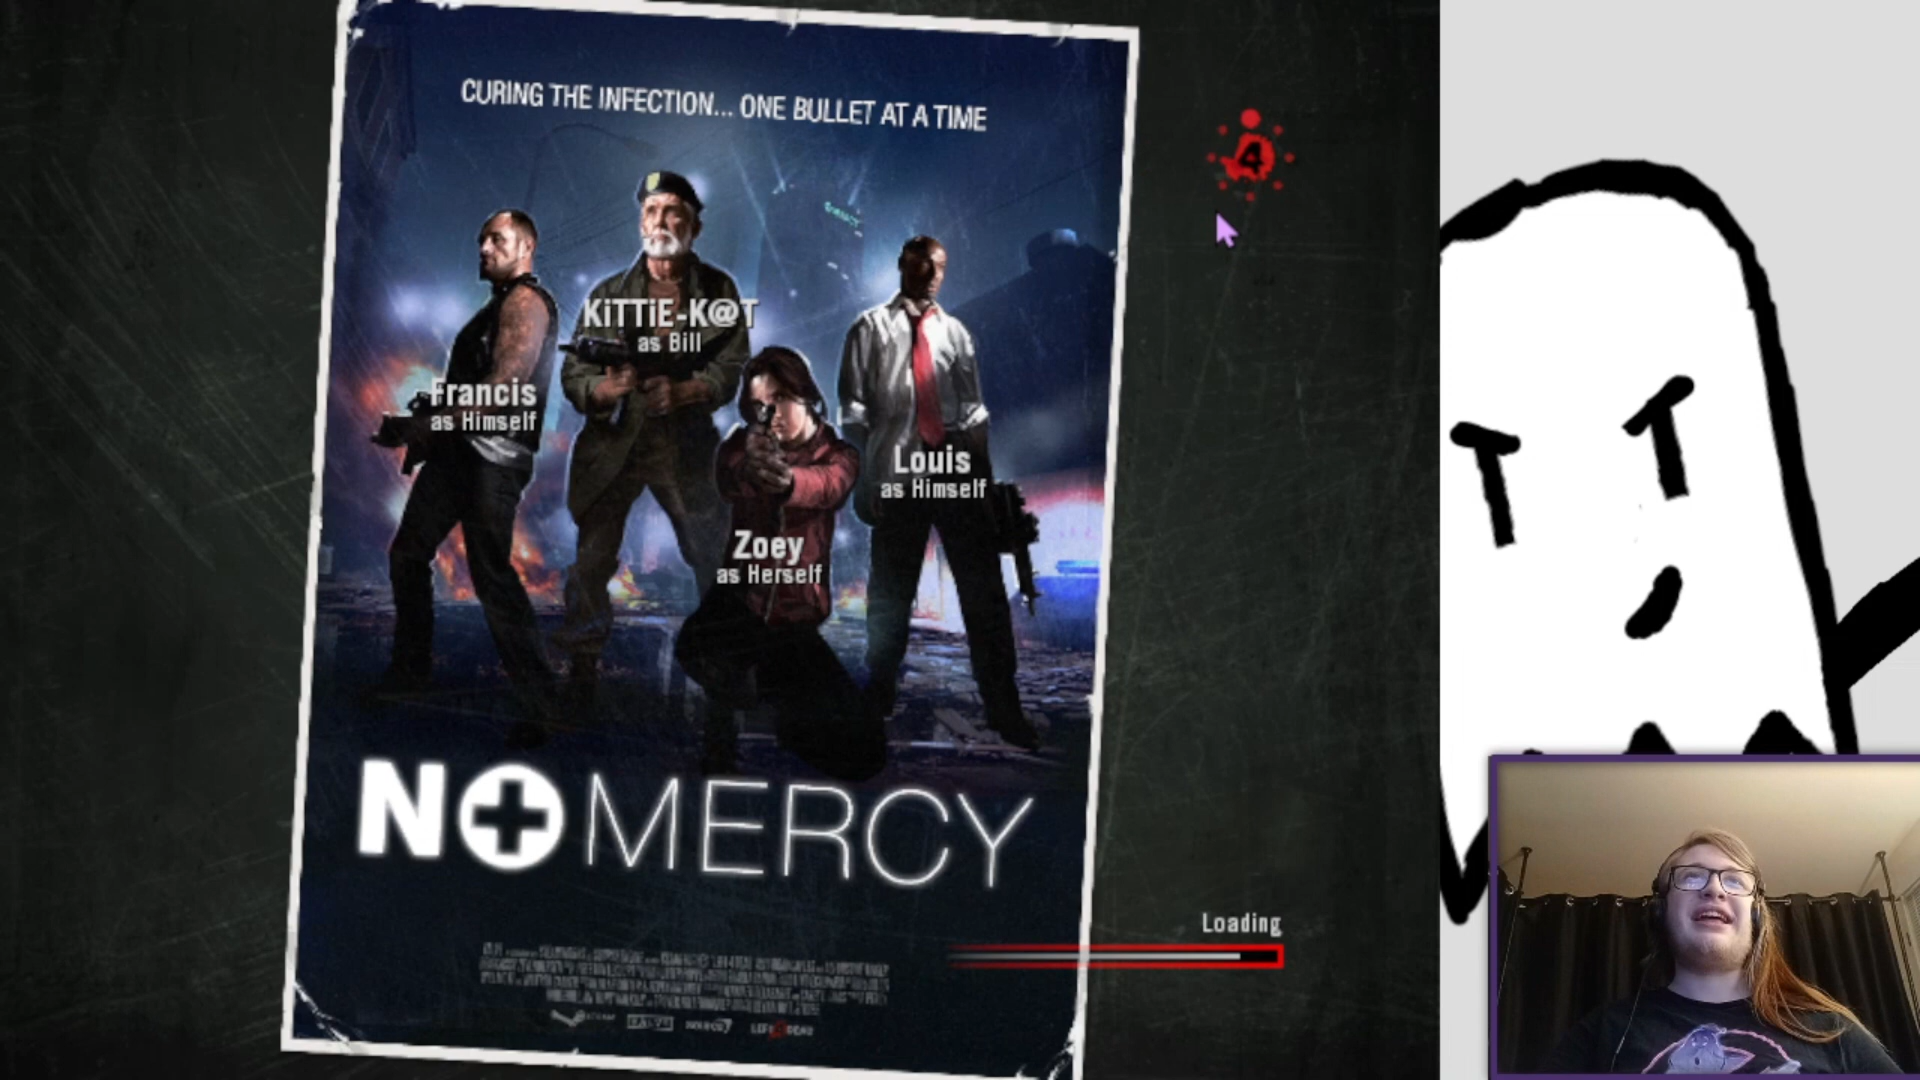 CURING THE INFECTION... ONE BULLET AT A TIME
4
KiTTiE-K@T
as Bill
Francis
as Himself
Louis
as Himself
Zoey
as Herself
NO MERCY
Loading